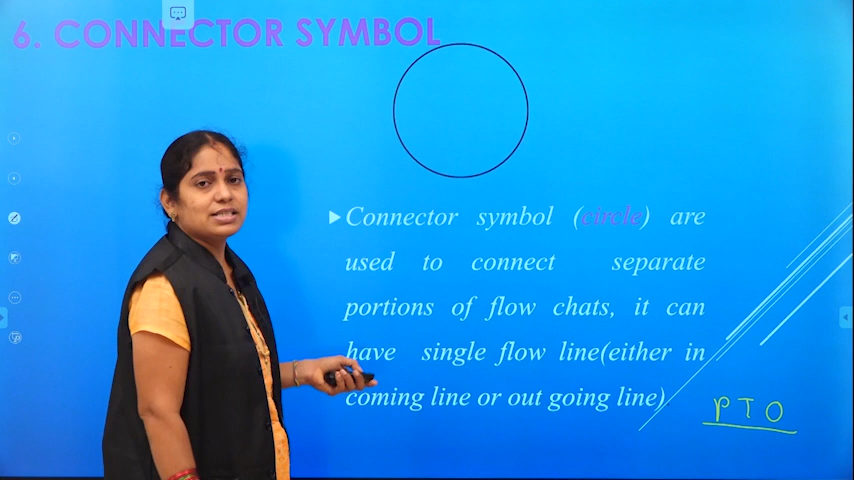 6. CONNECTOR SYMBOL
Connector symbol (circle) are
used to connect separate
portions of flow chats, it can
have single flow line(either in
coming line or out going line)
PTO